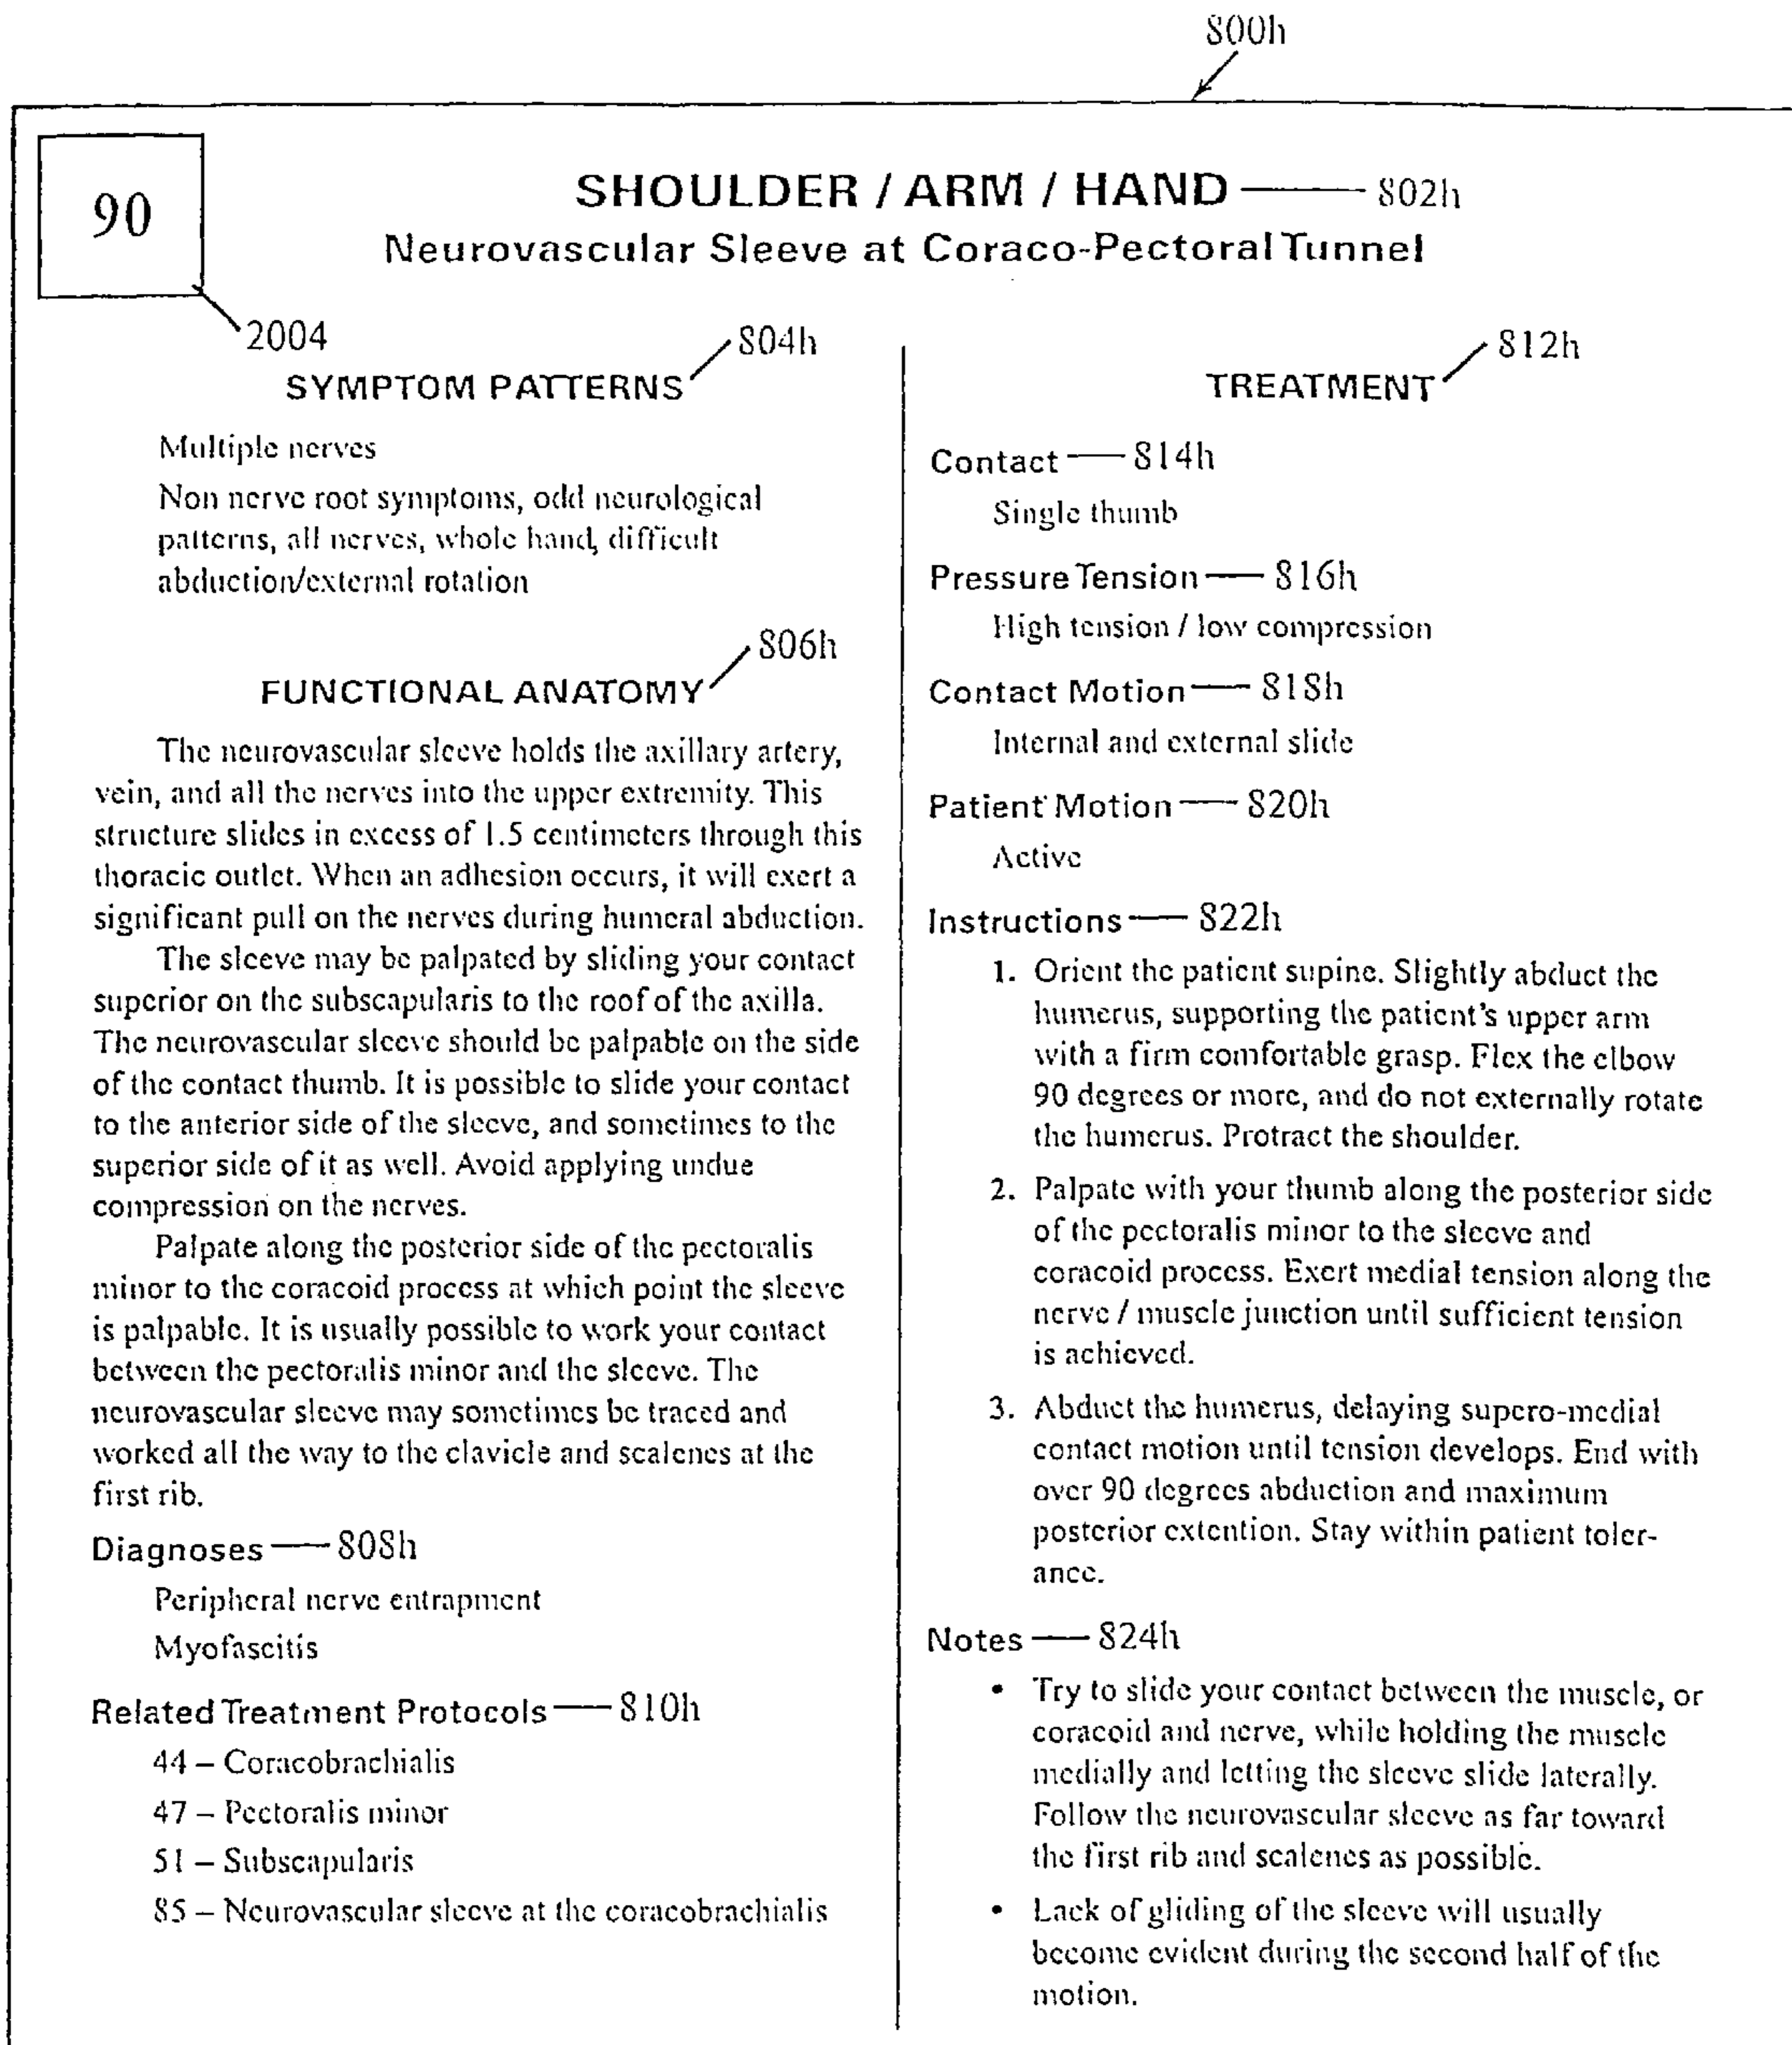 800h
90
SHOULDER / ARM / HAND 802h
Neurovascular Sleeve at Coraco-Pectoral Tunnel
2004
804h
SYMPTOM PATTERNS
Multiple nerves
Non nerve root symptoms, odd neurological
patterns, all nerves, whole hand, difficult
abduction/external rotation
806h
FUNCTIONAL ANATOMY
The neurovascular sleeve holds the axillary artery,
vein, and all the nerves into the upper extremity. This
structure slides in excess of 1.5 centimeters through this
thoracic outlet. When an adhesion occurs, it will exert a
significant pull on the nerves during humeral abduction.
The sleeve may be palpated by sliding your contact
superior on the subscapularis to the roof of the axilla.
The neurovascular sleeve should be palpable on the side
of the contact thumb. It is possible to slide your contact
to the anterior side of the sleeve, and sometimes to the
superior side of it as well. Avoid applying undue
compression on the nerves.
Palpate along the posterior side of the pectoralis
minor to the coracoid process at which point the sleeve
is palpable. It is usually possible to work your contact
between the pectoralis minor and the sleeve. The
neurovascular sleeve may sometimes be traced and
worked all the way to the clavicle and scalenes at the
first rib.
Diagnoses 808h
Peripheral nerve entrapment
Myofascitis
Related Treatment Protocols 810h
44 – Coracobrachialis
47 – Pectoralis minor
51 – Subscapularis
85 – Neurovascular sleeve at the coracobrachialis
812h
TREATMENT
Contact 814h
Single thumb
Pressure Tension 816h
High tension / low compression
Contact Motion 818h
Internal and external slide
Patient Motion 820h
Active
Instructions 822h
1. Orient the patient supine. Slightly abduct the
humerus, supporting the patient's upper arm
with a firm comfortable grasp. Flex the elbow
90 degrees or more, and do not externally rotate
the humerus. Protract the shoulder.
2. Palpate with your thumb along the posterior side
of the pectoralis minor to the sleeve and
coracoid process. Exert medial tension along the
nerve / muscle junction until sufficient tension
is achieved.
3. Abduct the humerus, delaying supero-medial
contact motion until tension develops. End with
over 90 degrees abduction and maximum
posterior extention. Stay within patient toler-
ance.
Notes 824h
• Try to slide your contact between the muscle, or
coracoid and nerve, while holding the muscle
medially and letting the sleeve slide laterally.
Follow the neurovascular sleeve as far toward
the first rib and scalenes as possible.
• Lack of gliding of the sleeve will usually
become evident during the second half of the
motion.